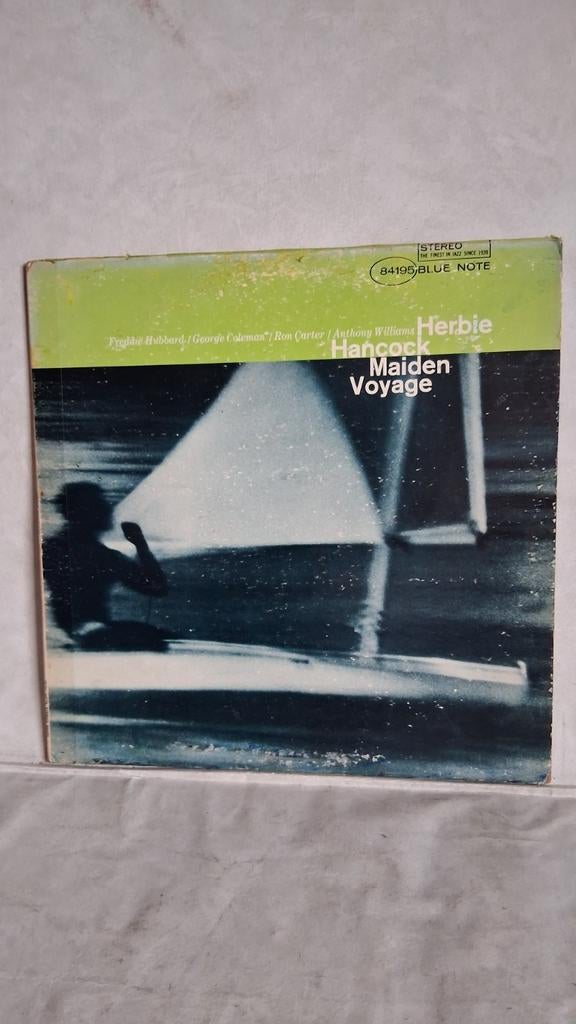 STEREO
THE FINEST IN JAZZ SINCE 1939
84195 BLUE NOTE
Freddie Hubbard / George Coleman / Ron Carter / Anthony Williams Herbie
Hancock
Maiden
Voyage